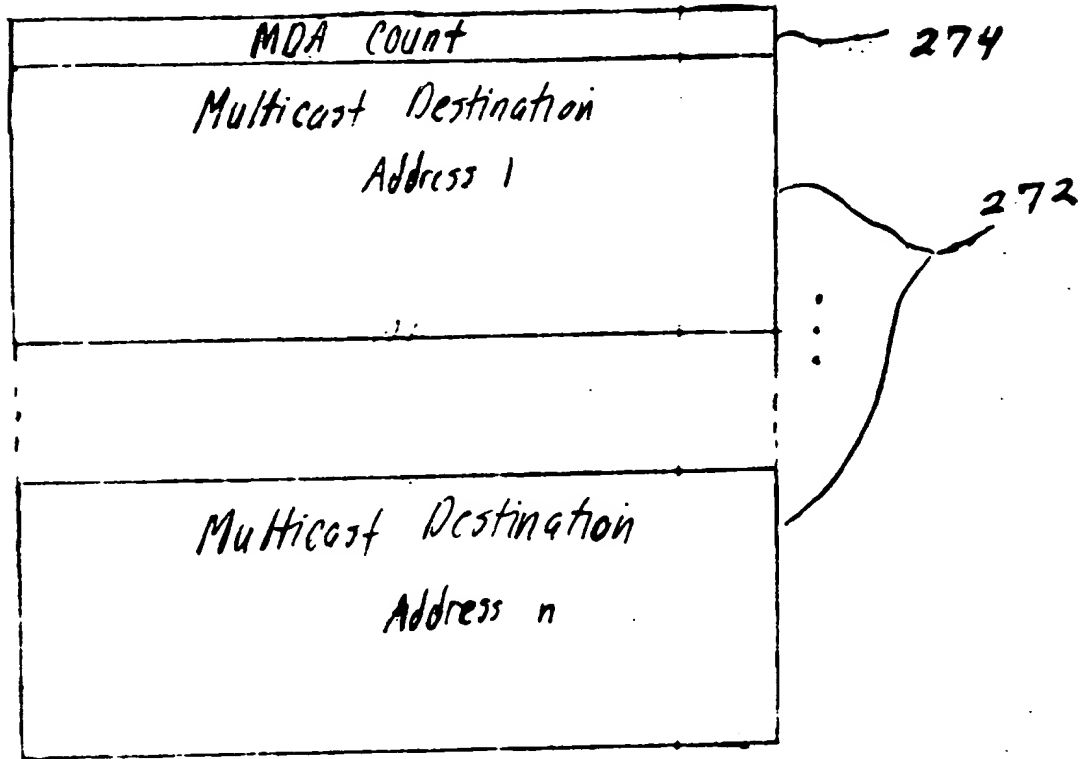 MDA Count
274
Multicast Destination
Address 1
272
Multicast Destination
Address n